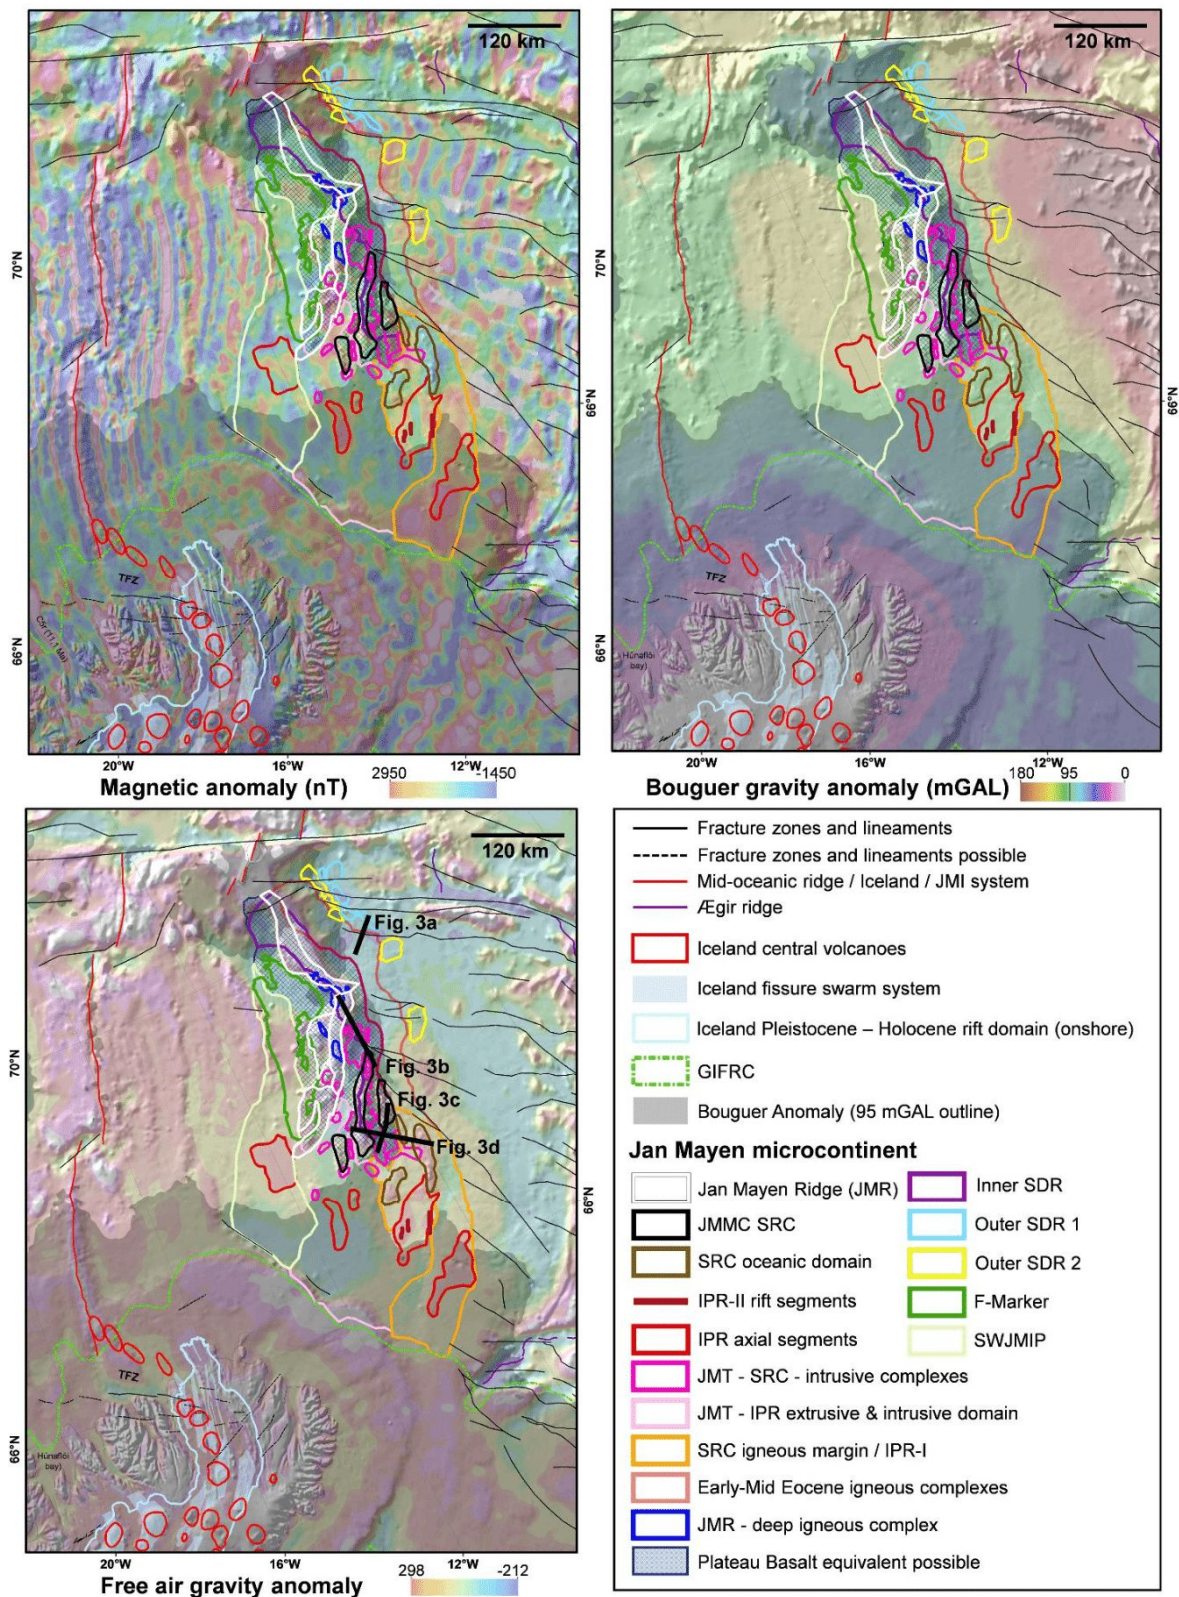 120 km
120 km
70°N
70°N
66°N
66°N
TFZ
TFZ
66°N
66°N
Húnaflói
bay)
20°W
16°W
12°W
20°W
16°W
12°W
Magnetic anomaly (nT)
2950
-1450
Bouguer gravity anomaly (mGAL)
180
95
0
120 km
Fig. 3a
Fig. 3b
Fig. 3c
Fig. 3d
70°N
66°N
TFZ
66°N
Húnaflói
bay)
20°W
16°W
12°W
Free air gravity anomaly
298
-212
Fracture zones and lineaments
Fracture zones and lineaments possible
Mid-oceanic ridge / Iceland / JMI system
Ægir ridge
Iceland central volcanoes
Iceland fissure swarm system
Iceland Pleistocene – Holocene rift domain (onshore)
GIFRC
Bouguer Anomaly (95 mGAL outline)
Jan Mayen microcontinent
Jan Mayen Ridge (JMR)
Inner SDR
JMMC SRC
Outer SDR 1
SRC oceanic domain
Outer SDR 2
IPR-II rift segments
F-Marker
IPR axial segments
SWJMIP
JMT - SRC - intrusive complexes
JMT - IPR extrusive & intrusive domain
SRC igneous margin / IPR-I
Early-Mid Eocene igneous complexes
JMR - deep igneous complex
Plateau Basalt equivalent possible